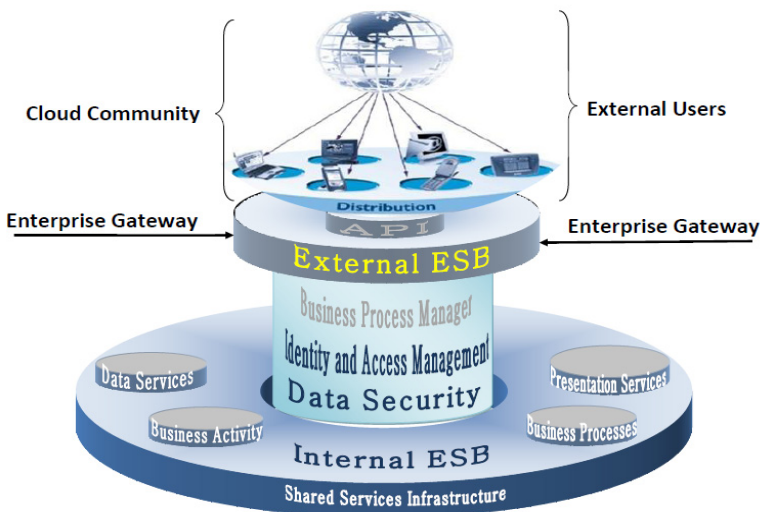 Cloud Community
External Users
Distribution
Enterprise Gateway
Enterprise Gateway
API
External ESB
Business Process Manager
Identity and Access Management
Data Security
Data Services
Presentation Services
Business Activity
Business Processes
Internal ESB
Shared Services Infrastructure